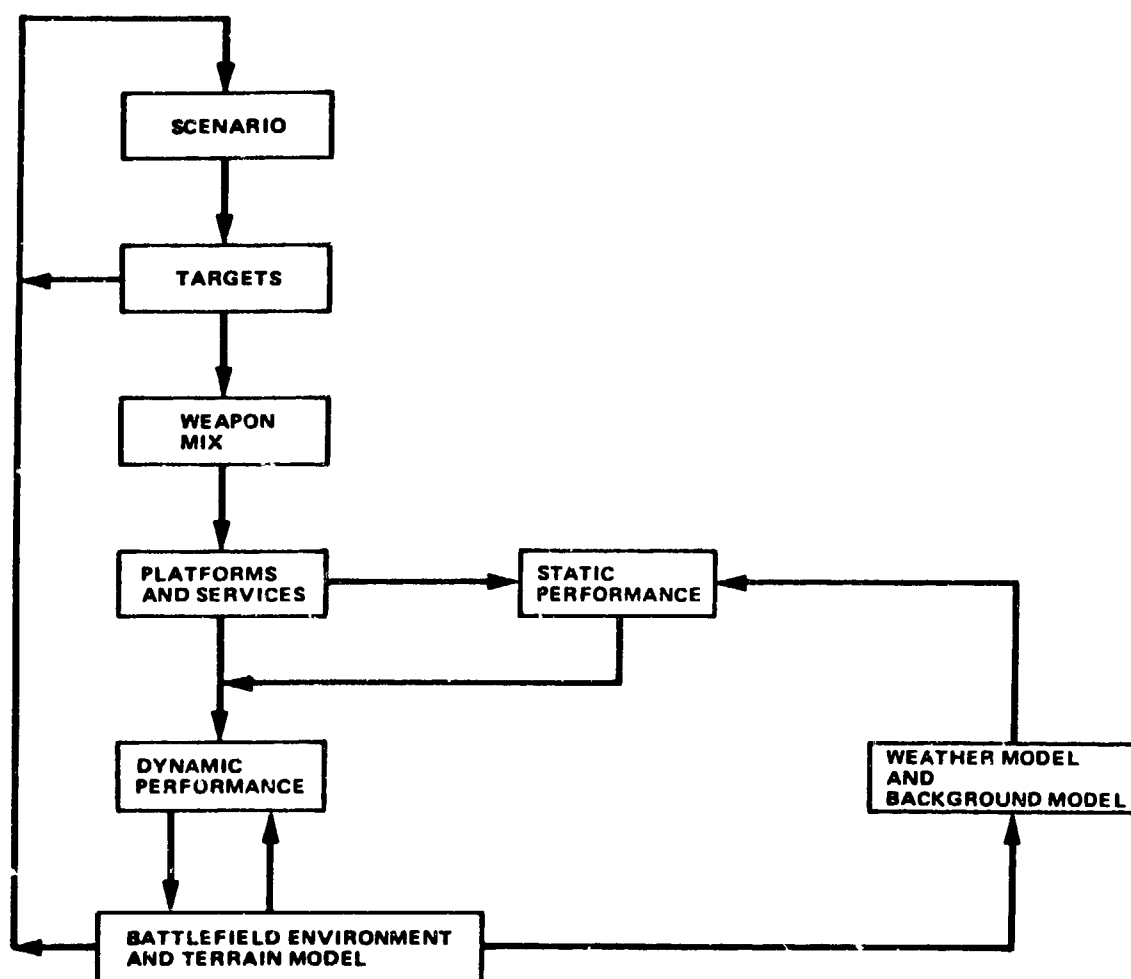 SCENARIO
TARGETS
WEAPON
MIX
PLATFORMS
AND SERVICES
STATIC
PERFORMANCE
DYNAMIC
PERFORMANCE
WEATHER MODEL
AND
BACKGROUND MODEL
BATTLEFIELD ENVIRONMENT
AND TERRAIN MODEL